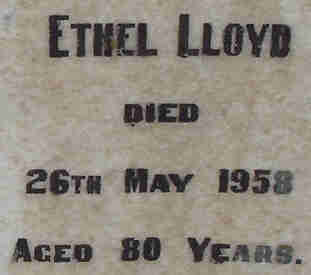 ETHEL LLOYD
DIED
26TH MAY 1958
AGED 80 YEARS.